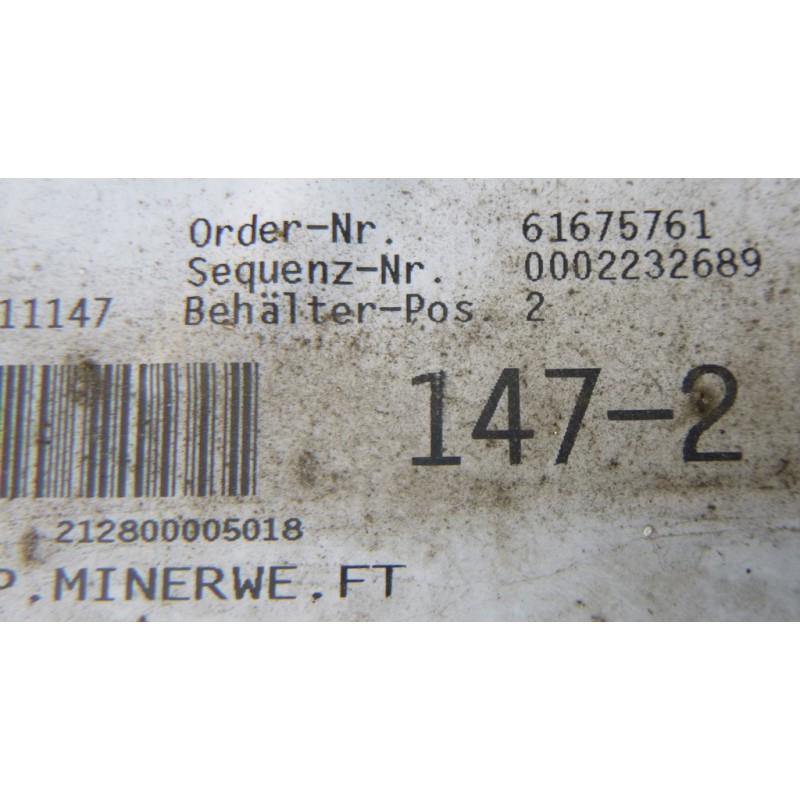 Order-Nr. 61675761
Sequenz-Nr. 0002232689
11147 Behälter-Pos. 2
147-2
212800005018
P.MINERWE.FT